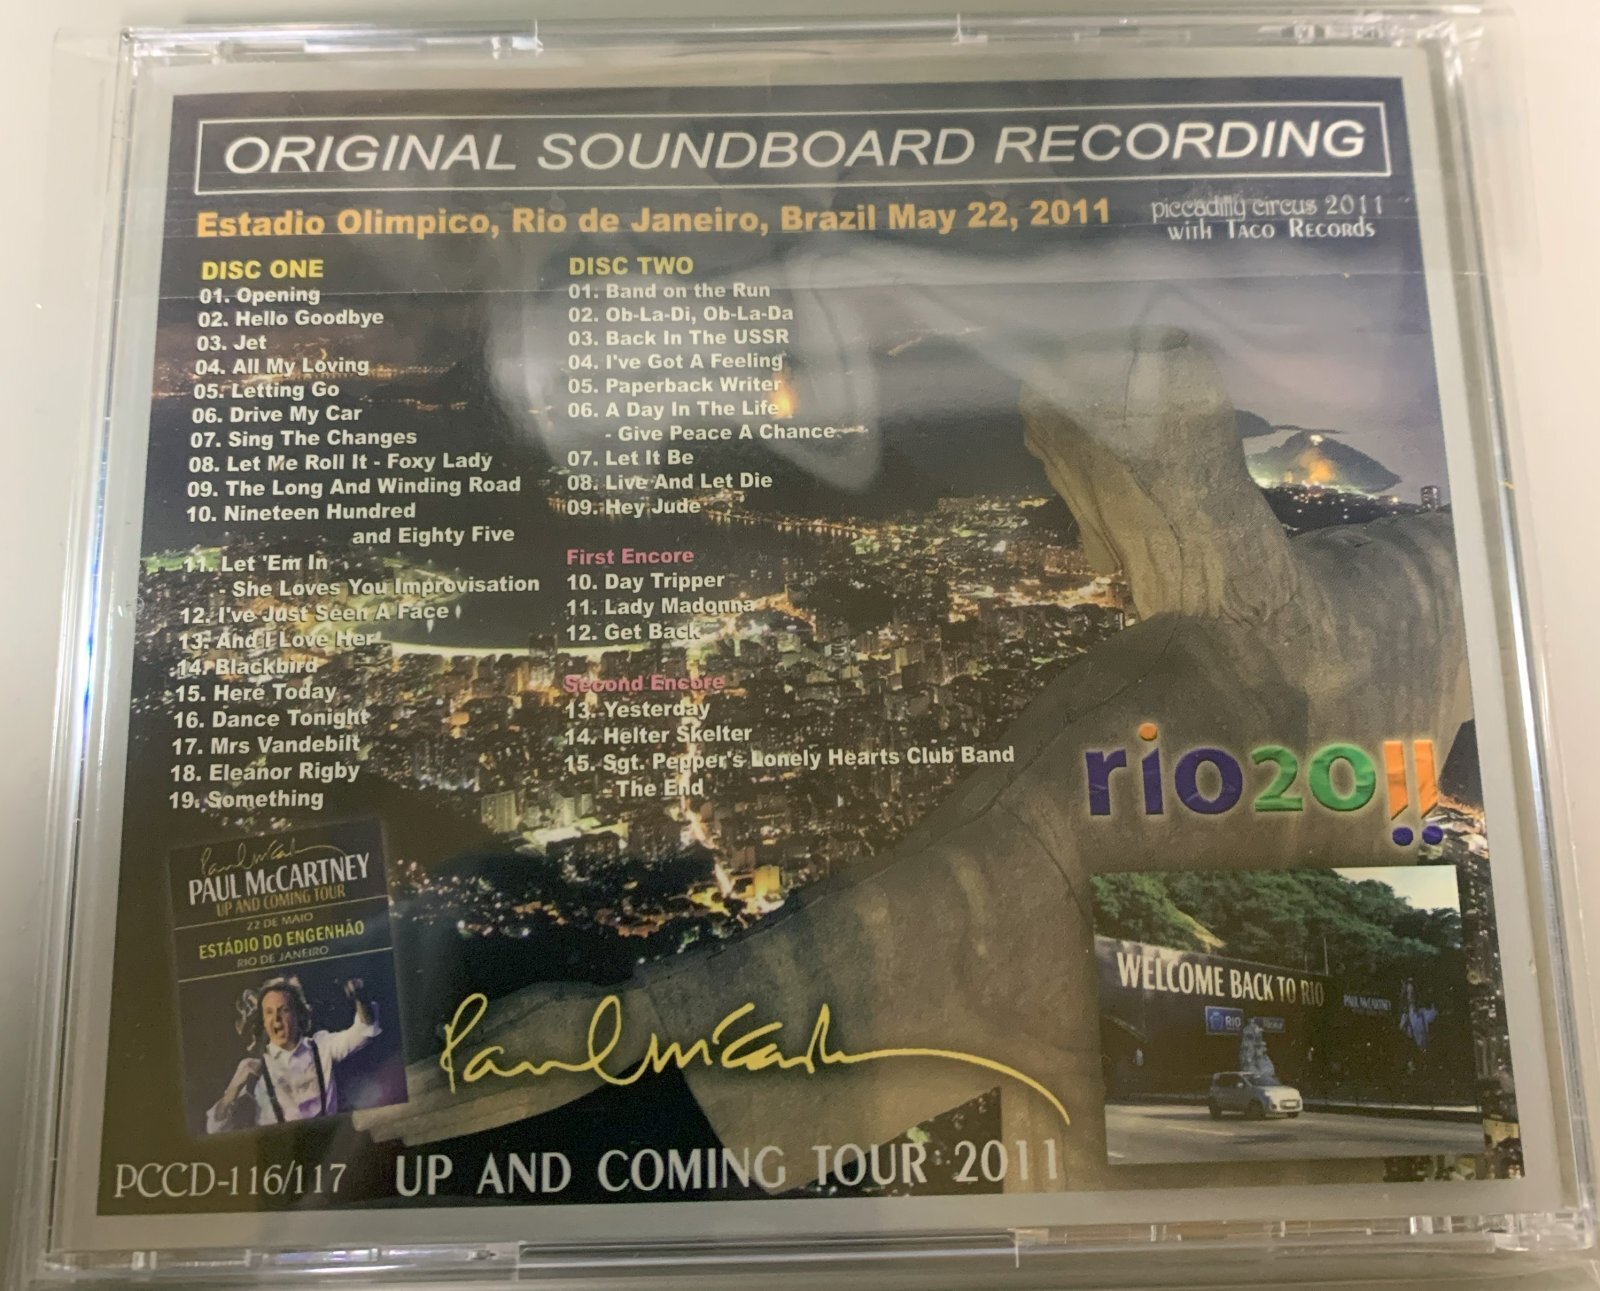 ORIGINAL SOUNDBOARD RECORDING
Estadio Olimpico, Rio de Janeiro, Brazil May 22, 2011
piccadilly circus 2011
with Taco Records
DISC ONE
01. Opening
02. Hello Goodbye
03. Jet
04. All My Loving
05. Letting Go
06. Drive My Car
07. Sing The Changes
08. Let Me Roll It - Foxy Lady
09. The Long And Winding Road
10. Nineteen Hundred
and Eighty Five
11. Let 'Em In
- She Loves You Improvisation
12. I've Just Seen A Face
13. And I Love Her
14. Blackbird
15. Here Today
16. Dance Tonight
17. Mrs Vandebilt
18. Eleanor Rigby
19. Something
DISC TWO
01. Band on the Run
02. Ob-La-Di, Ob-La-Da
03. Back In The USSR
04. I've Got A Feeling
05. Paperback Writer
06. A Day In The Life
- Give Peace A Chance
07. Let It Be
08. Live And Let Die
09. Hey Jude
First Encore
10. Day Tripper
11. Lady Madonna
12. Get Back
Second Encore
13. Yesterday
14. Helter Skelter
15. Sgt. Pepper's Lonely Hearts Club Band
- The End
rio20!!
Paul McCartney
PAUL McCARTNEY
UP AND COMING TOUR
22 DE MAIO
ESTÁDIO DO ENGENHÃO
RIO DE JANEIRO
WELCOME BACK TO RIO
PAUL McCARTNEY
RIO
Paul McCartney
PCCD-116/117
UP AND COMING TOUR 2011